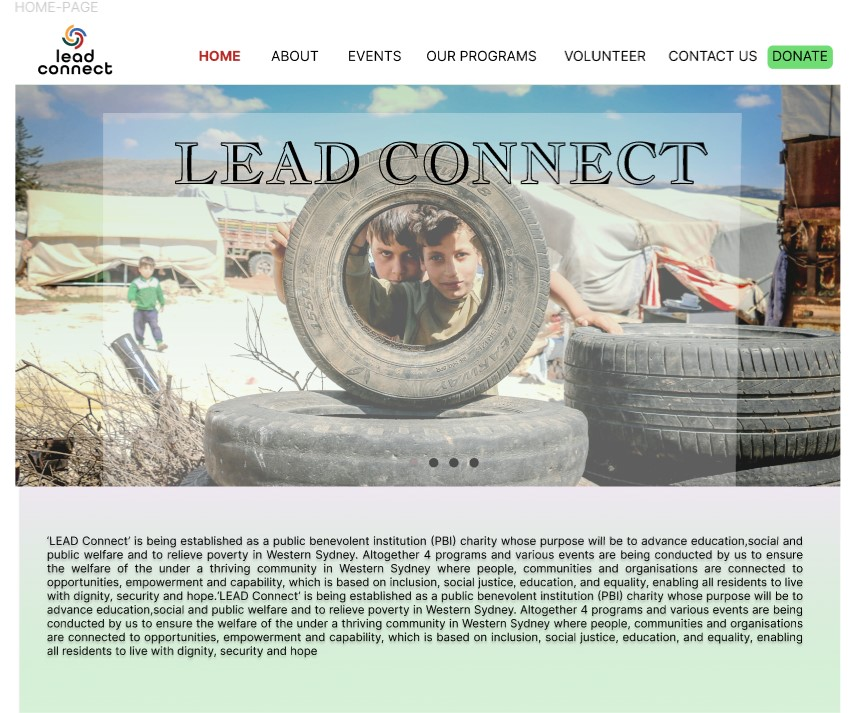 HOME-PAGE
lead
connect
HOME ABOUT EVENTS OUR PROGRAMS VOLUNTEER CONTACT US DONATE
LEAD CONNECT
'LEAD Connect' is being established as a public benevolent institution (PBI) charity whose purpose will be to advance education,social and
public welfare and to relieve poverty in Western Sydney. Altogether 4 programs and various events are being conducted by us to ensure
the welfare of the under a thriving community in Western Sydney where people, communities and organisations are connected to
opportunities, empowerment and capability, which is based on inclusion, social justice, education, and equality, enabling all residents to live
with dignity, security and hope.'LEAD Connect' is being established as a public benevolent institution (PBI) charity whose purpose will be to
advance education,social and public welfare and to relieve poverty in Western Sydney. Altogether 4 programs and various events are being
conducted by us to ensure the welfare of the under a thriving community in Western Sydney where people, communities and organisations
are connected to opportunities, empowerment and capability, which is based on inclusion, social justice, education, and equality, enabling
all residents to live with dignity, security and hope